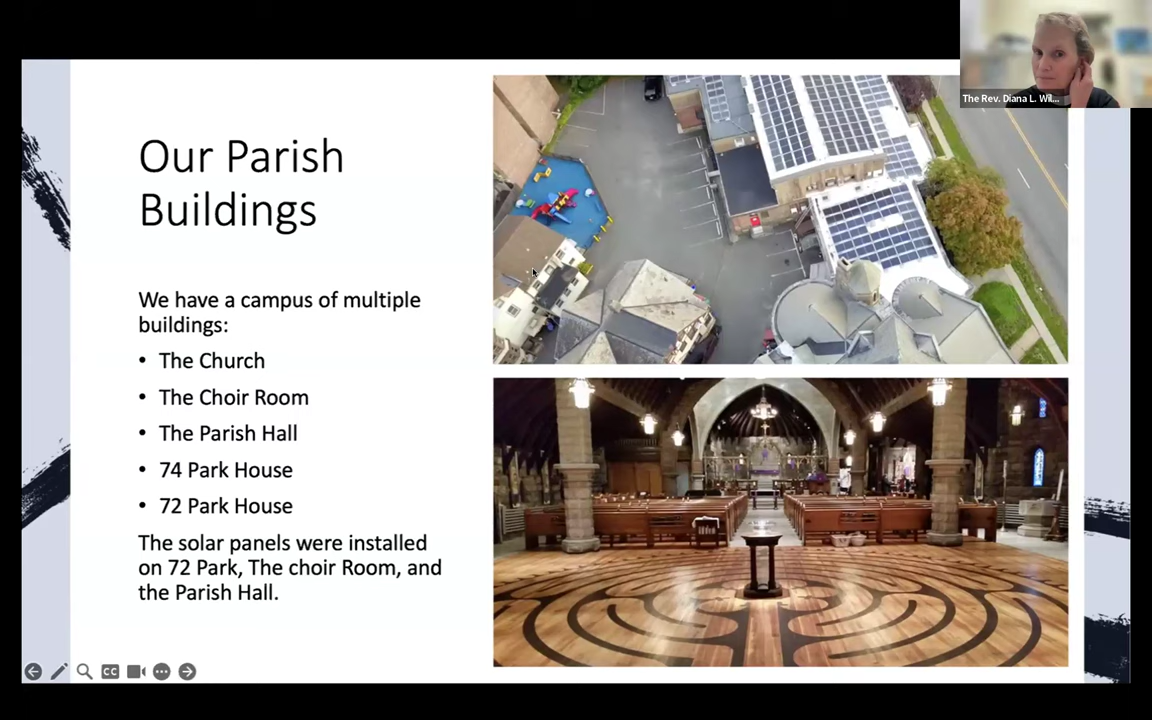 The Rev. Diana L. Wil...
Our Parish
Buildings
We have a campus of multiple
buildings:
• The Church
• The Choir Room
• The Parish Hall
• 74 Park House
• 72 Park House
The solar panels were installed
on 72 Park, The choir Room, and
the Parish Hall.
CC